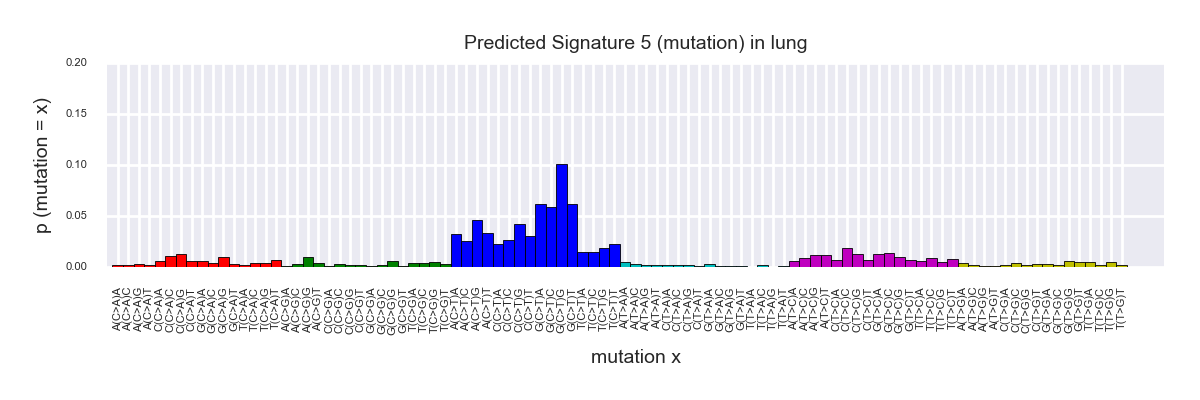 Predicted Signature 5 (mutation) in lung
p (mutation = x)
0.20
0.15
0.10
0.05
0.00
A(C>A)A
A(C>A)C
A(C>A)G
A(C>A)T
C(C>A)A
C(C>A)C
C(C>A)G
C(C>A)T
G(C>A)A
G(C>A)C
G(C>A)G
G(C>A)T
T(C>A)A
T(C>A)C
T(C>A)G
T(C>A)T
A(C>G)A
A(C>G)C
A(C>G)G
A(C>G)T
C(C>G)A
C(C>G)C
C(C>G)G
C(C>G)T
G(C>G)A
G(C>G)C
G(C>G)G
G(C>G)T
T(C>G)A
T(C>G)C
T(C>G)G
T(C>G)T
A(C>T)A
A(C>T)C
A(C>T)G
A(C>T)T
C(C>T)A
C(C>T)C
C(C>T)G
C(C>T)T
G(C>T)A
G(C>T)C
G(C>T)G
G(C>T)T
T(C>T)A
T(C>T)C
T(C>T)G
T(C>T)T
A(T>A)A
A(T>A)C
A(T>A)G
A(T>A)T
C(T>A)A
C(T>A)C
C(T>A)G
C(T>A)T
G(T>A)A
G(T>A)C
G(T>A)G
G(T>A)T
T(T>A)A
T(T>A)C
T(T>A)G
T(T>A)T
A(T>C)A
A(T>C)C
A(T>C)G
A(T>C)T
C(T>C)A
C(T>C)C
C(T>C)G
C(T>C)T
G(T>C)A
G(T>C)C
G(T>C)G
G(T>C)T
T(T>C)A
T(T>C)C
T(T>C)G
T(T>C)T
A(T>G)A
A(T>G)C
A(T>G)G
A(T>G)T
C(T>G)A
C(T>G)C
C(T>G)G
C(T>G)T
G(T>G)A
G(T>G)C
G(T>G)G
G(T>G)T
T(T>G)A
T(T>G)C
T(T>G)G
T(T>G)T
mutation x